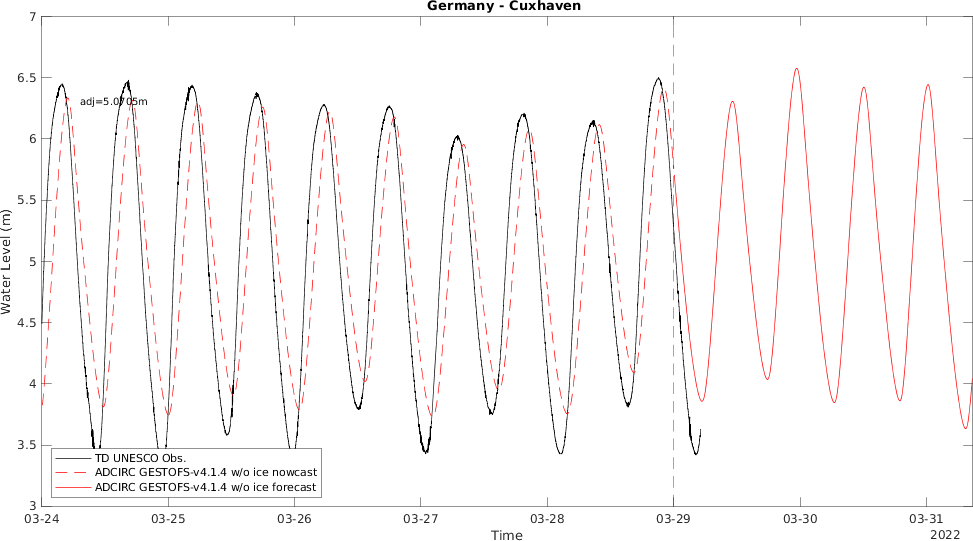 Germany - Cuxhaven
7
6.5
6
5.5
5
4.5
4
3.5
3
Water Level (m)
adj=5.0705m
TD UNESCO Obs.
ADCIRC GESTOFS-v4.1.4 w/o ice nowcast
ADCIRC GESTOFS-v4.1.4 w/o ice forecast
03-24 03-25 03-26 03-27 03-28 03-29 03-30 03-31
Time
2022